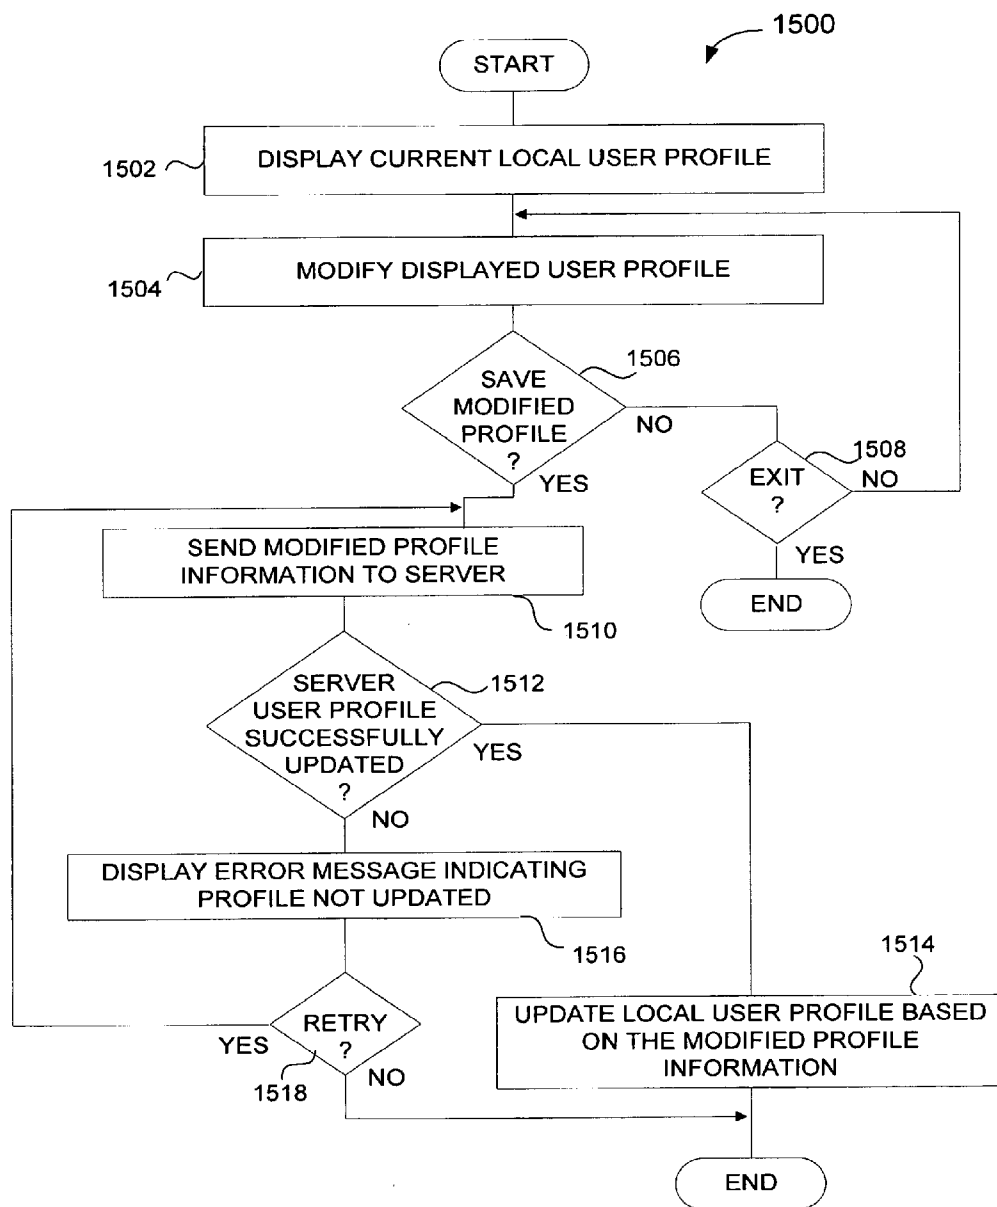 1500
START
1502
DISPLAY CURRENT LOCAL USER PROFILE
1504
MODIFY DISPLAYED USER PROFILE
1506
SAVE
MODIFIED
PROFILE
?
NO
YES
1508
EXIT
?
NO
YES
END
SEND MODIFIED PROFILE
INFORMATION TO SERVER
1510
1512
SERVER
USER PROFILE
SUCCESSFULLY
UPDATED
?
YES
NO
DISPLAY ERROR MESSAGE INDICATING
PROFILE NOT UPDATED
1516
1514
UPDATE LOCAL USER PROFILE BASED
ON THE MODIFIED PROFILE
INFORMATION
RETRY
?
YES
1518
NO
END